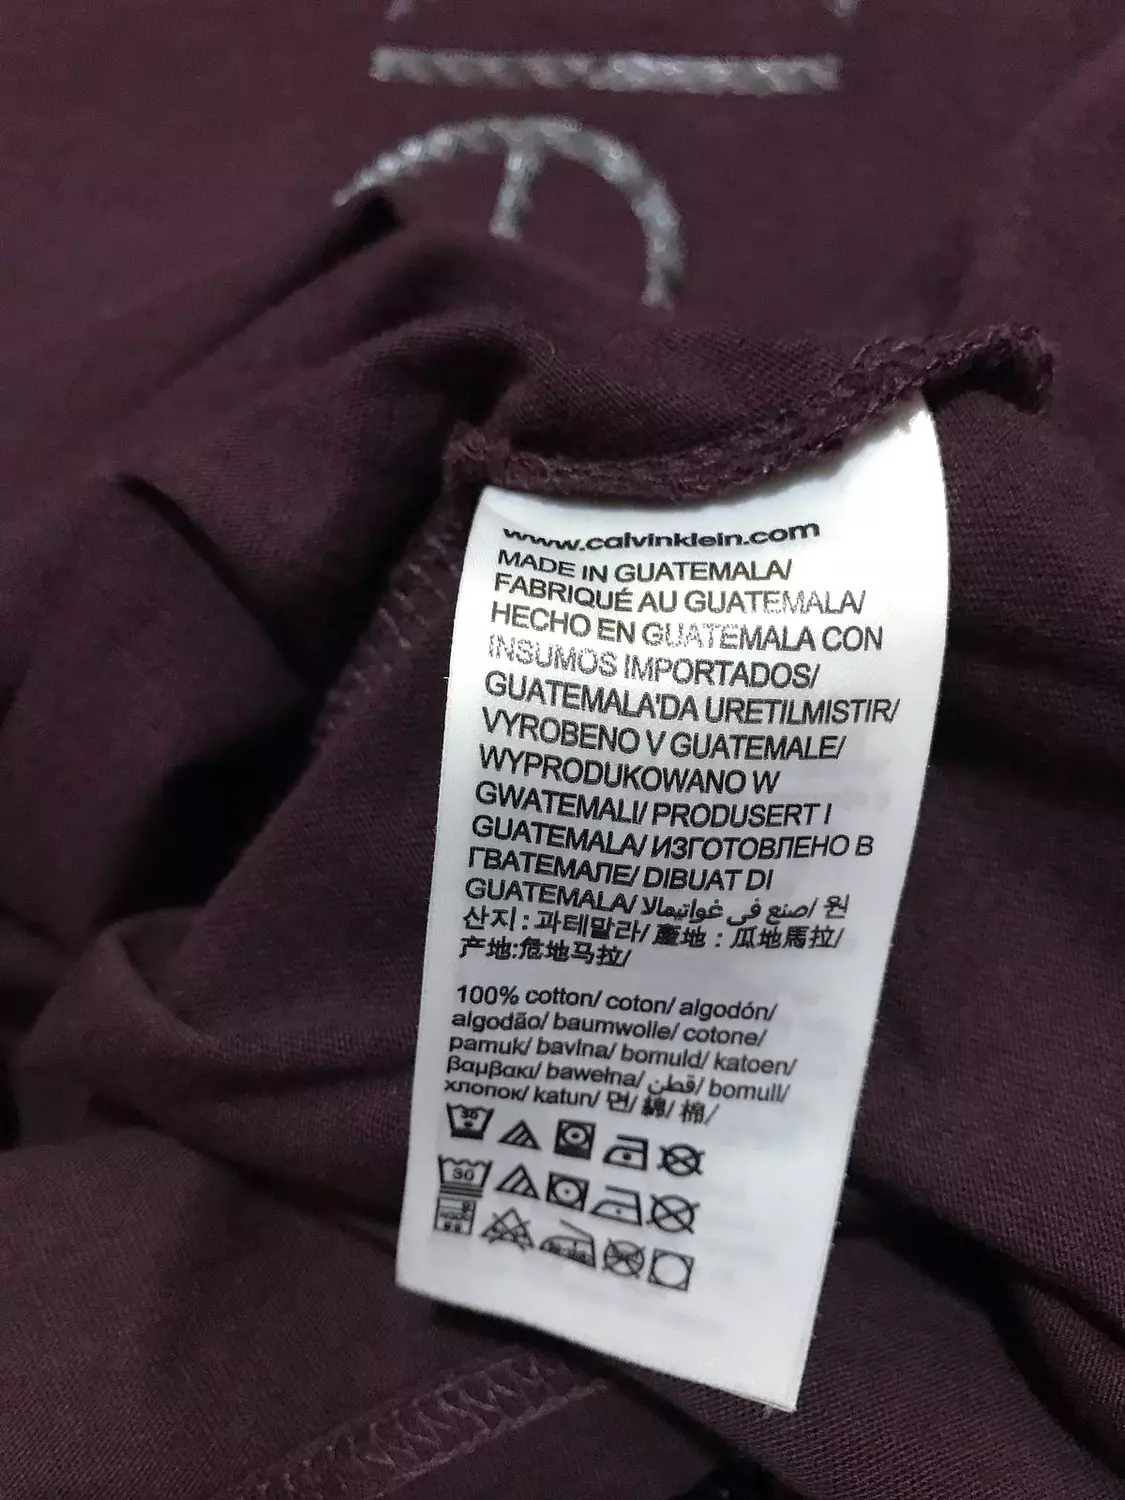 www.calvinklein.com
MADE IN GUATEMALA/
FABRIQUÉ AU GUATEMALA/
HECHO EN GUATEMALA CON
INSUMOS IMPORTADOS/
GUATEMALA'DA URETILMISTIR/
VYROBENO V GUATEMALE/
WYPRODUKOWANO W
GWATEMALI/ PRODUSERT I
GUATEMALA/ ИЗГОТОВЛЕНО В
ГВАТЕМАЛЕ/ DIBUAT DI
GUATEMALA/ صنع في غواتيمالا/ 원
산지 : 과테말라/ 產地 : 瓜地馬拉/
产地:危地马拉/
100% cotton/ coton/ algodón/
algodão/ baumwolle/ cotone/
pamuk/ bavlna/ bomuld/ katoen/
βαμβακι/ bawełna/ قطن/ bomull/
хлопок/ katun/ 면/ 綿/ 棉/
30
30